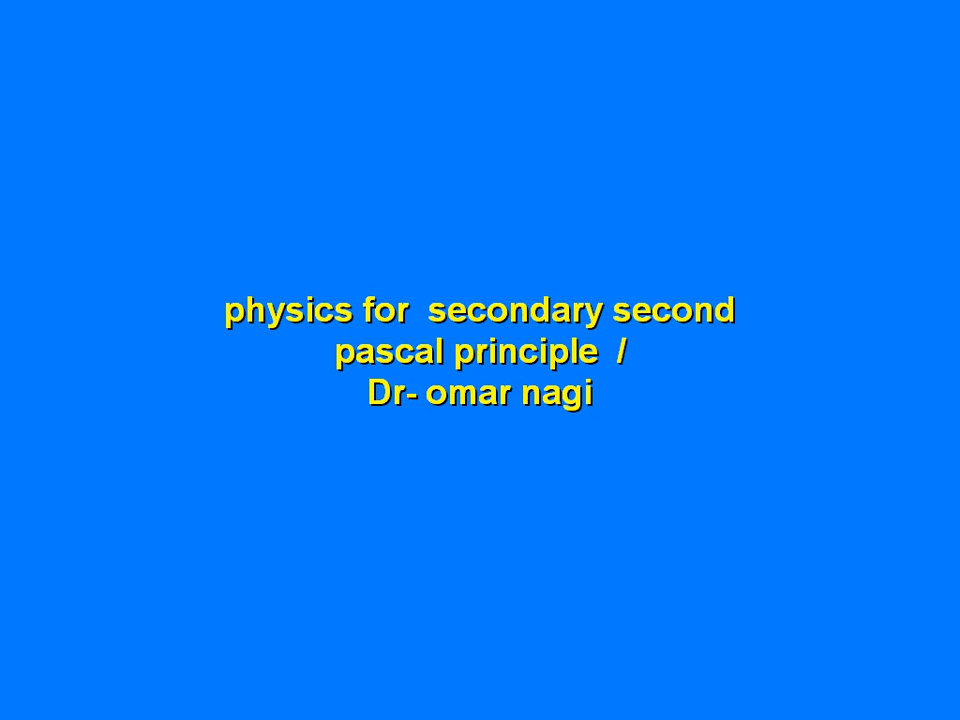 physics for  secondary second
pascal principle  /
Dr- omar nagi